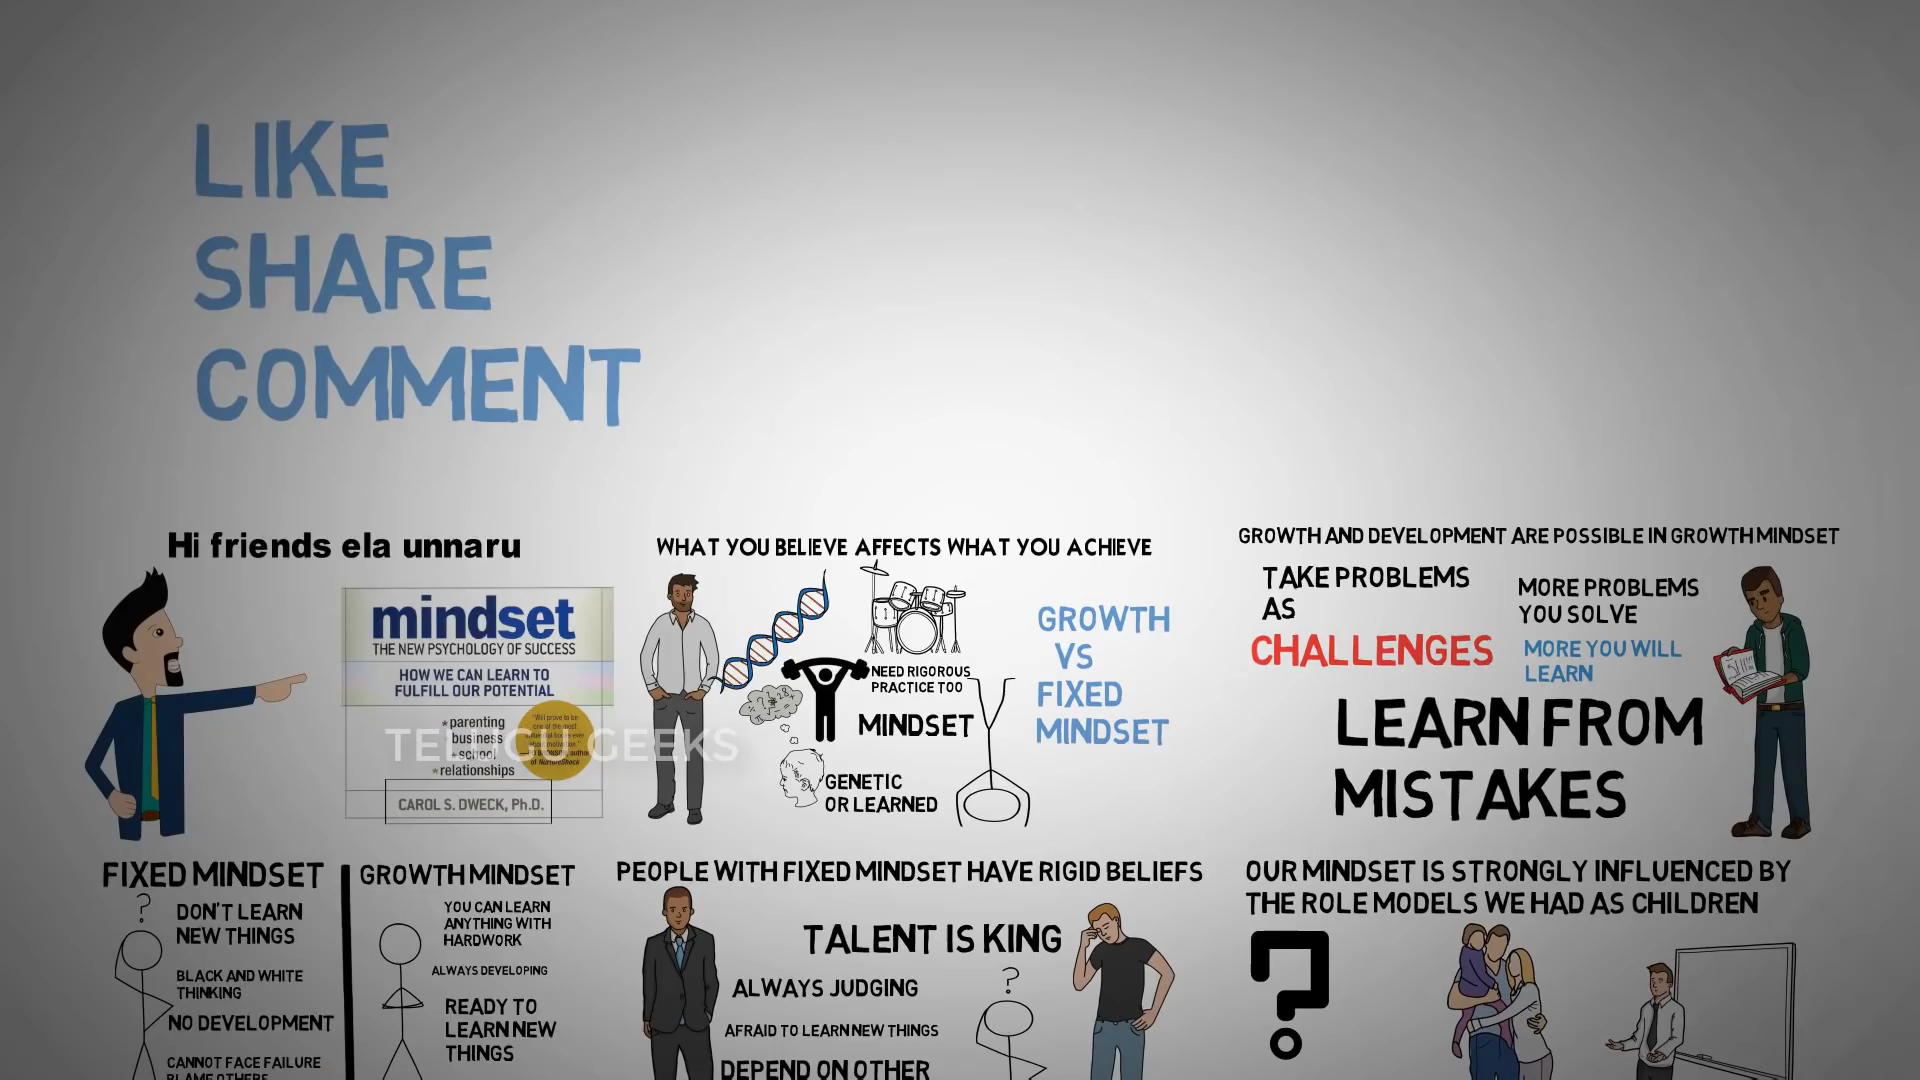 LIKE
SHARE
COMMENT
Hi friends ela unnaru
mindset
THE NEW PSYCHOLOGY OF SUCCESS
HOW WE CAN LEARN TO
FULFILL OUR POTENTIAL
*parenting
business
*school
*relationships
CAROL S. DWECK, Ph.D.
TELUGU GEEKS
WHAT YOU BELIEVE AFFECTS WHAT YOU ACHIEVE
NEED RIGOROUS
PRACTICE TOO
MINDSET
GENETIC
OR LEARNED
GROWTH
VS
FIXED
MINDSET
GROWTH AND DEVELOPMENT ARE POSSIBLE IN GROWTH MINDSET
TAKE PROBLEMS
AS
CHALLENGES
MORE PROBLEMS
YOU SOLVE
MORE YOU WILL
LEARN
LEARN FROM
MISTAKES
FIXED MINDSET
?
DON'T LEARN
NEW THINGS
BLACK AND WHITE
THINKING
NO DEVELOPMENT
CANNOT FACE FAILURE
BLAME OTHERS
GROWTH MINDSET
YOU CAN LEARN
ANYTHING WITH
HARDWORK
ALWAYS DEVELOPING
READY TO
LEARN NEW
THINGS
PEOPLE WITH FIXED MINDSET HAVE RIGID BELIEFS
TALENT IS KING
ALWAYS JUDGING
AFRAID TO LEARN NEW THINGS
DEPEND ON OTHER
?
OUR MINDSET IS STRONGLY INFLUENCED BY
THE ROLE MODELS WE HAD AS CHILDREN
?